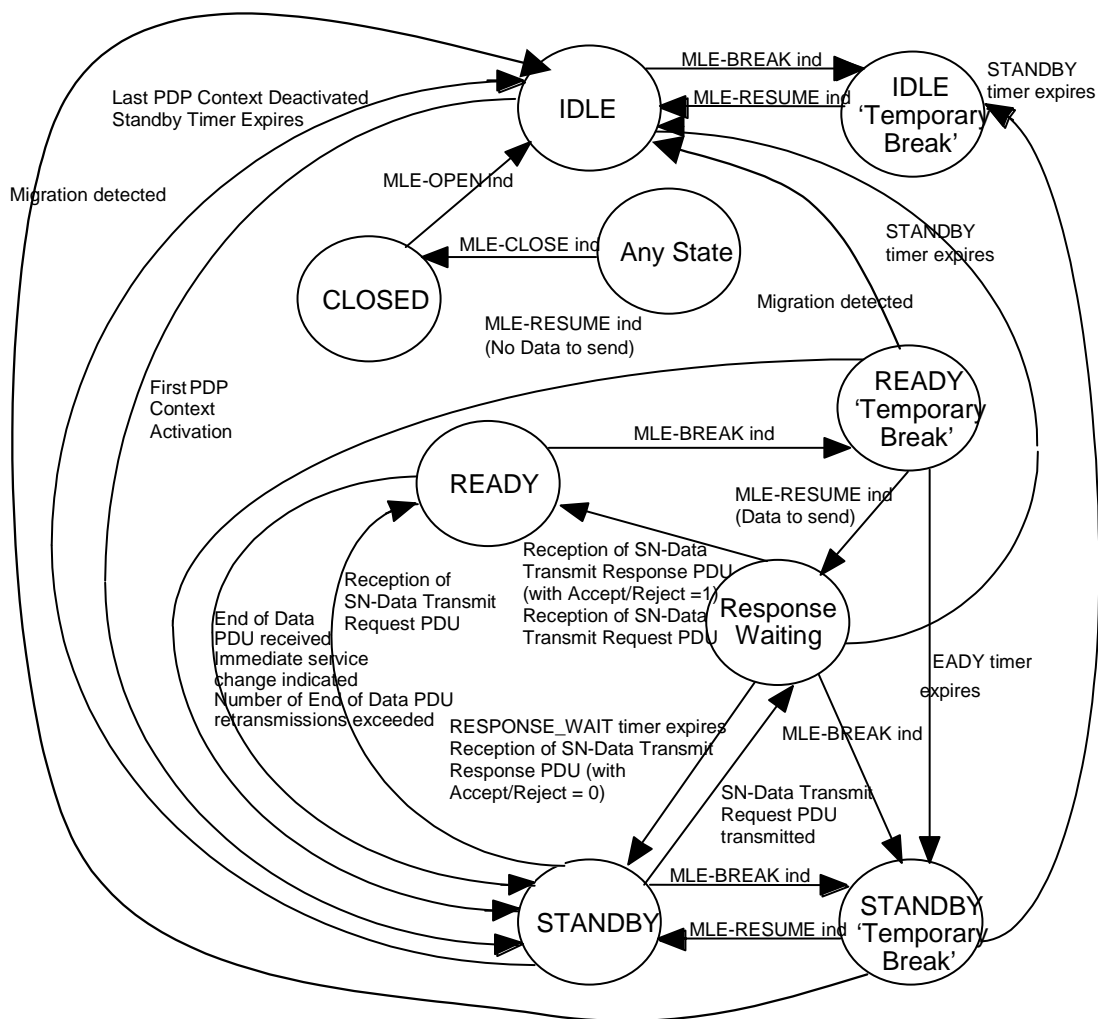 MLE-BREAK ind
STANDBY
timer expires
Last PDP Context Deactivated
Standby Timer Expires
IDLE
MLE-RESUME ind
IDLE
‘Temporary
Break’
Migration detected
MLE-OPEN ind
STANDBY
timer expires
MLE-CLOSE ind
Any State
CLOSED
Migration detected
MLE-RESUME ind
(No Data to send)
First PDP
Context
Activation
READY
‘Temporary
Break’
MLE-BREAK ind
READY
MLE-RESUME ind
(Data to send)
Reception of SN-Data
Transmit Response PDU
(with Accept/Reject =1)
Reception of SN-Data
Transmit Request PDU
Reception of
SN-Data Transmit
Request PDU
Response
Waiting
End of Data
PDU received
Immediate service
change indicated
Number of End of Data PDU
retransmissions exceeded
EADY timer
expires
RESPONSE_WAIT timer expires
Reception of SN-Data Transmit
Response PDU (with
Accept/Reject = 0)
MLE-BREAK ind
SN-Data Transmit
Request PDU
transmitted
MLE-BREAK ind
STANDBY
MLE-RESUME ind
STANDBY
‘Temporary
Break’